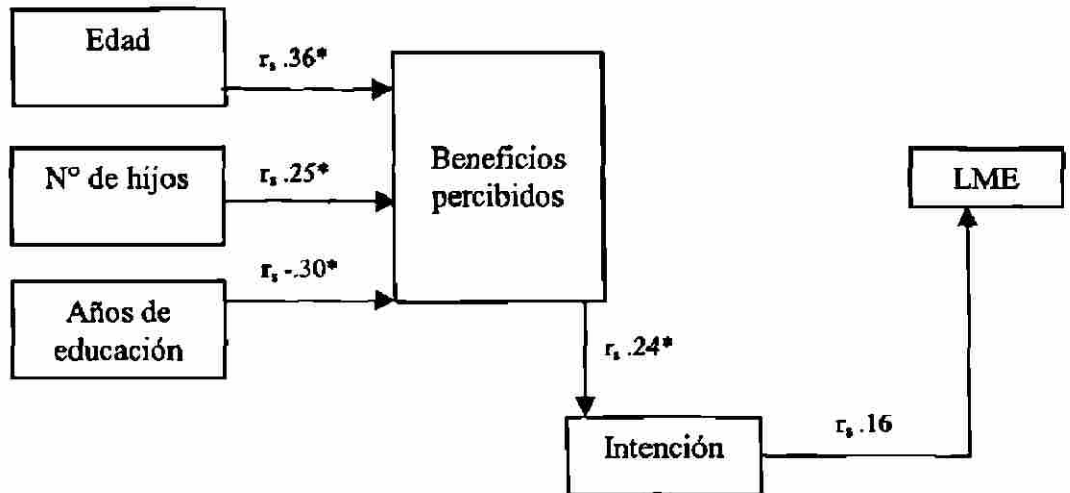 Edad
rₛ .36*
Nº de hijos
rₛ .25*
Años de
educación
rₛ -.30*
Beneficios
percibidos
rₛ .24*
Intención
rₛ .16
LME